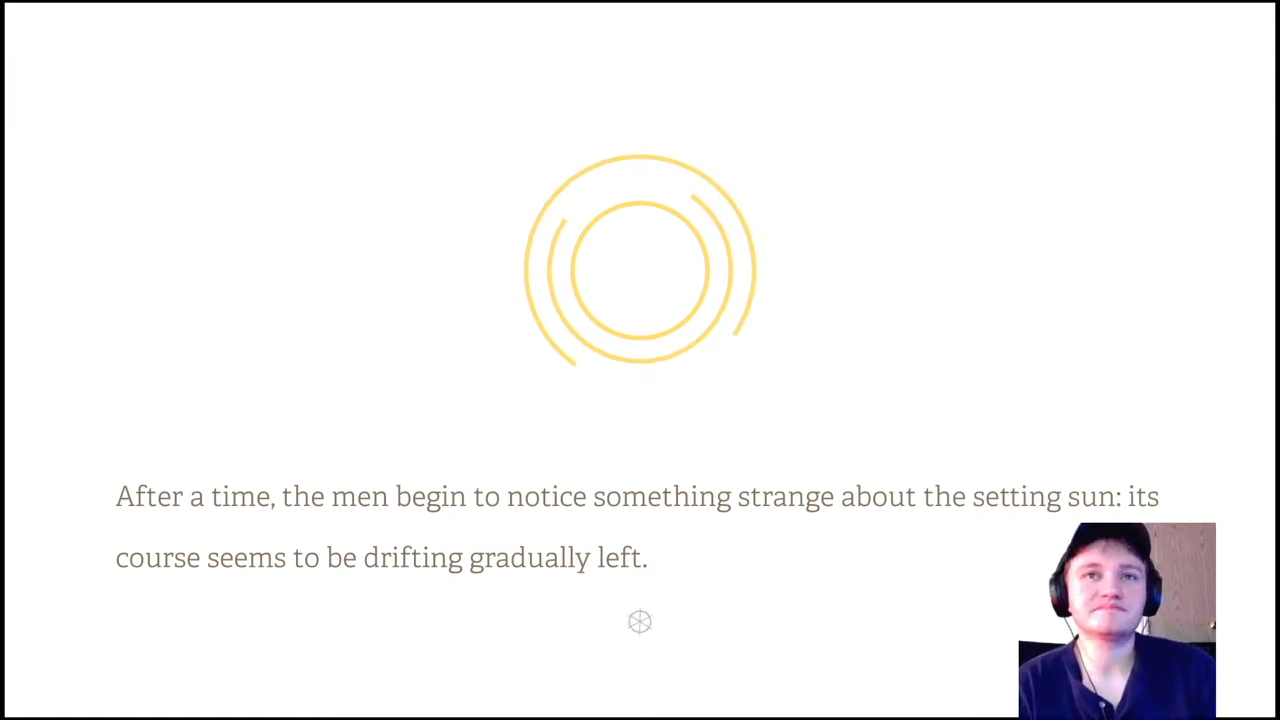 After a time, the men begin to notice something strange about the setting sun: its
course seems to be drifting gradually left.